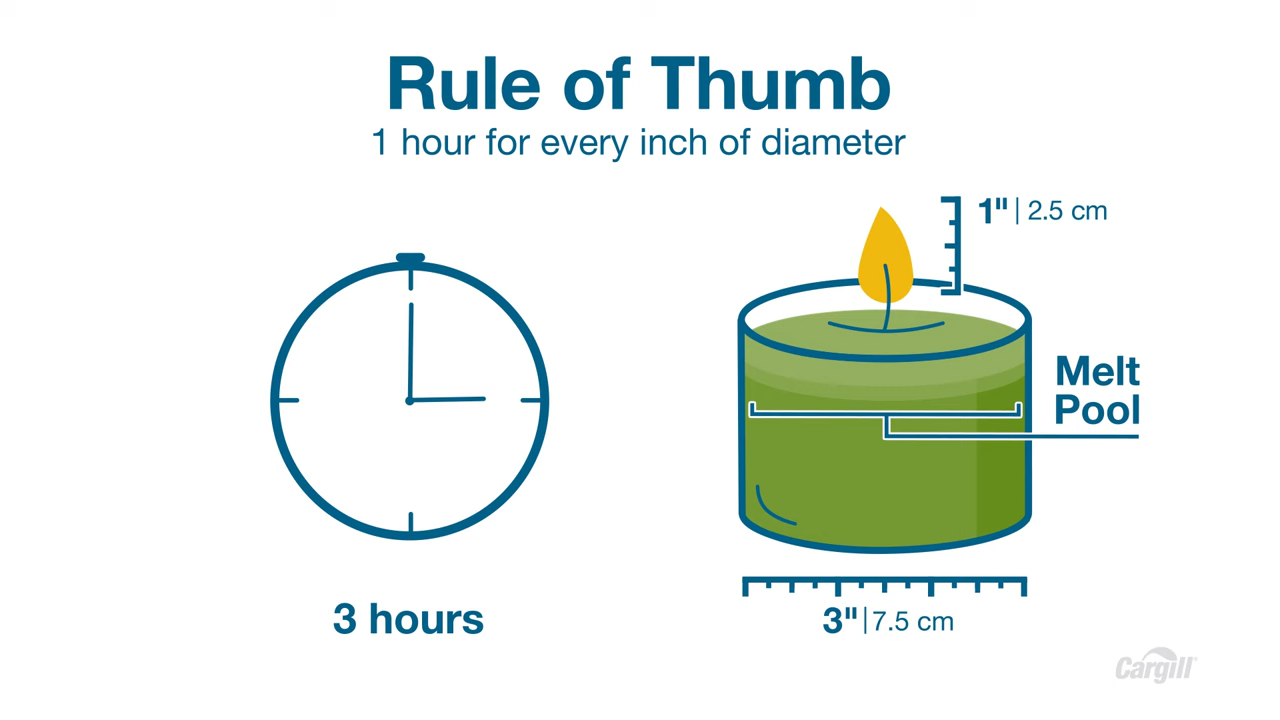 Rule of Thumb
1 hour for every inch of diameter
1" | 2.5 cm
Melt
Pool
3 hours
3" | 7.5 cm
Cargill